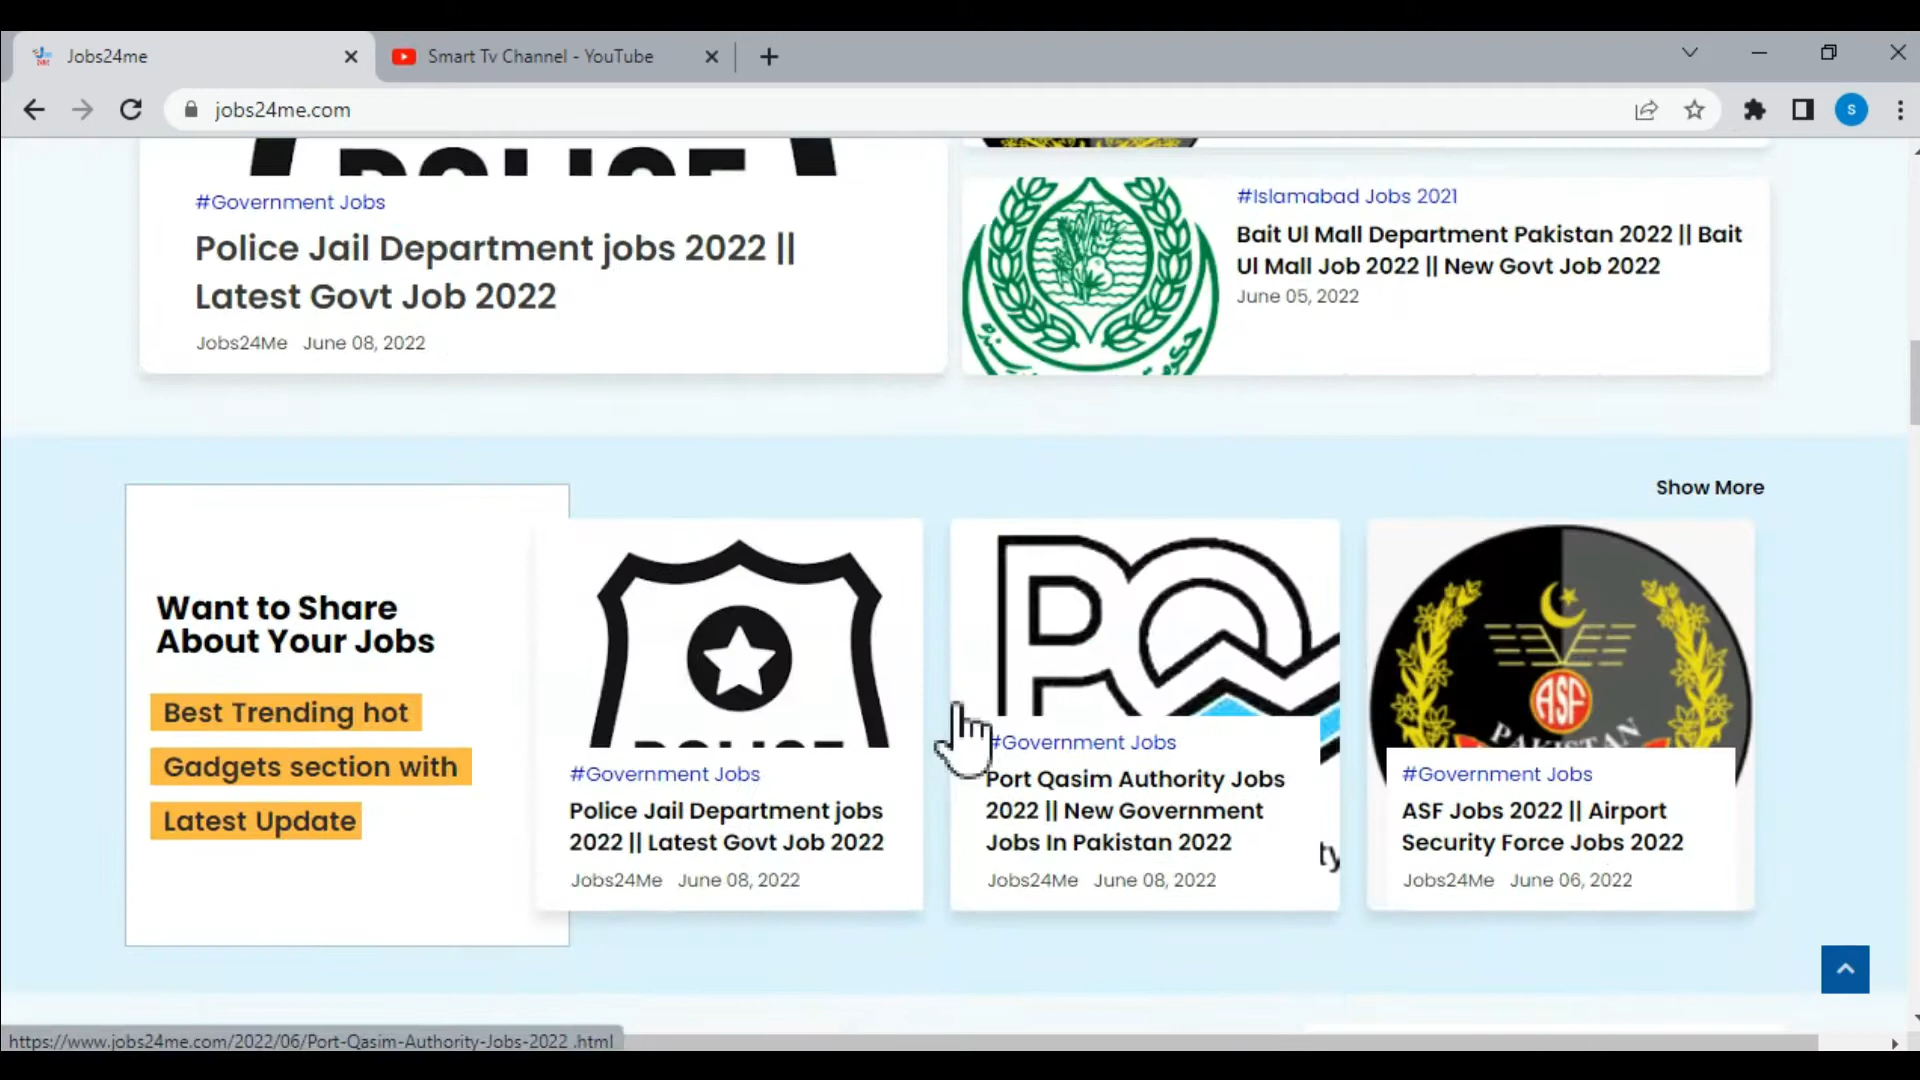 Jobs24me
Smart Tv Channel - YouTube
jobs24me.com
S
POLICE
#Government Jobs
Police Jail Department jobs 2022 ||
Latest Govt Job 2022
Jobs24Me June 08, 2022
#Islamabad Jobs 2021
Bait Ul Mall Department Pakistan 2022 || Bait
Ul Mall Job 2022 || New Govt Job 2022
June 05, 2022
Show More
Want to Share
About Your Jobs
Best Trending hot
Gadgets section with
Latest Update
POLICE
#Government Jobs
Police Jail Department jobs
2022 || Latest Govt Job 2022
Jobs24Me June 08, 2022
PQ
#Government Jobs
Port Qasim Authority Jobs
2022 || New Government
Jobs In Pakistan 2022
ty
Jobs24Me June 08, 2022
ASF
PAKISTAN
#Government Jobs
ASF Jobs 2022 || Airport
Security Force Jobs 2022
Jobs24Me June 06, 2022
https://www.jobs24me.com/2022/06/Port-Qasim-Authority-Jobs-2022 .html